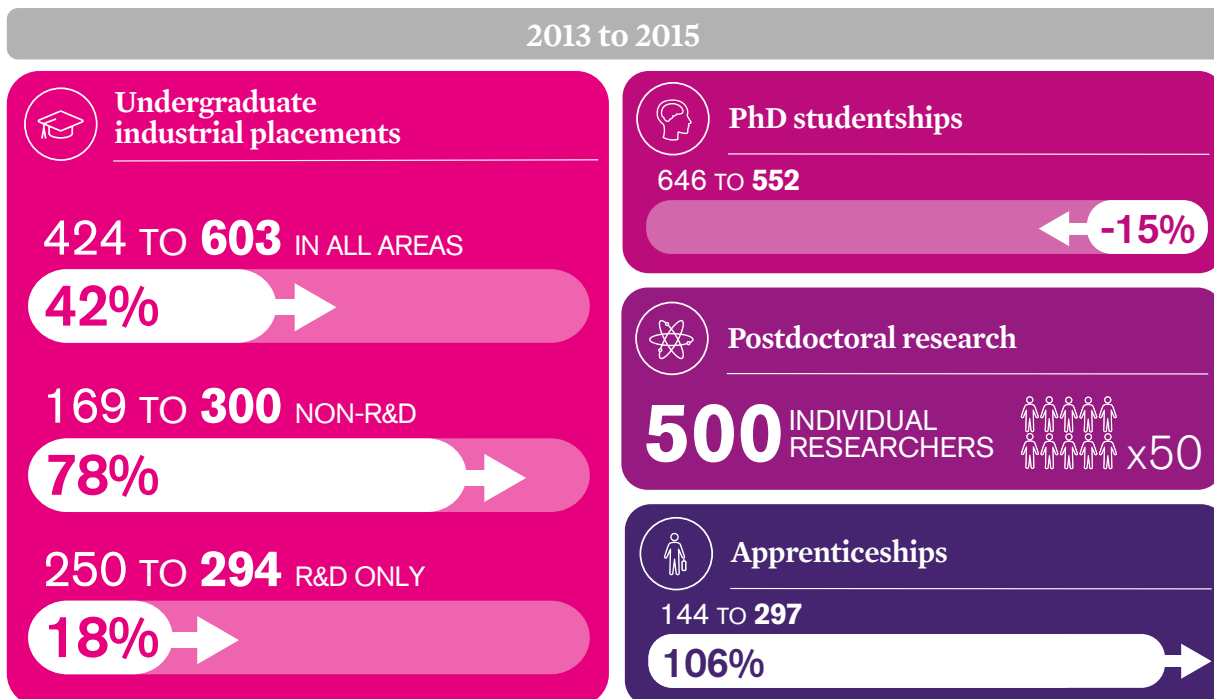 2013 to 2015
Undergraduate
industrial placements
424 TO 603 IN ALL AREAS
42%
169 TO 300 NON-R&D
78%
250 TO 294 R&D ONLY
18%
PhD studentships
646 TO 552
-15%
Postdoctoral research
500 INDIVIDUAL
RESEARCHERS
x50
Apprenticeships
144 TO 297
106%